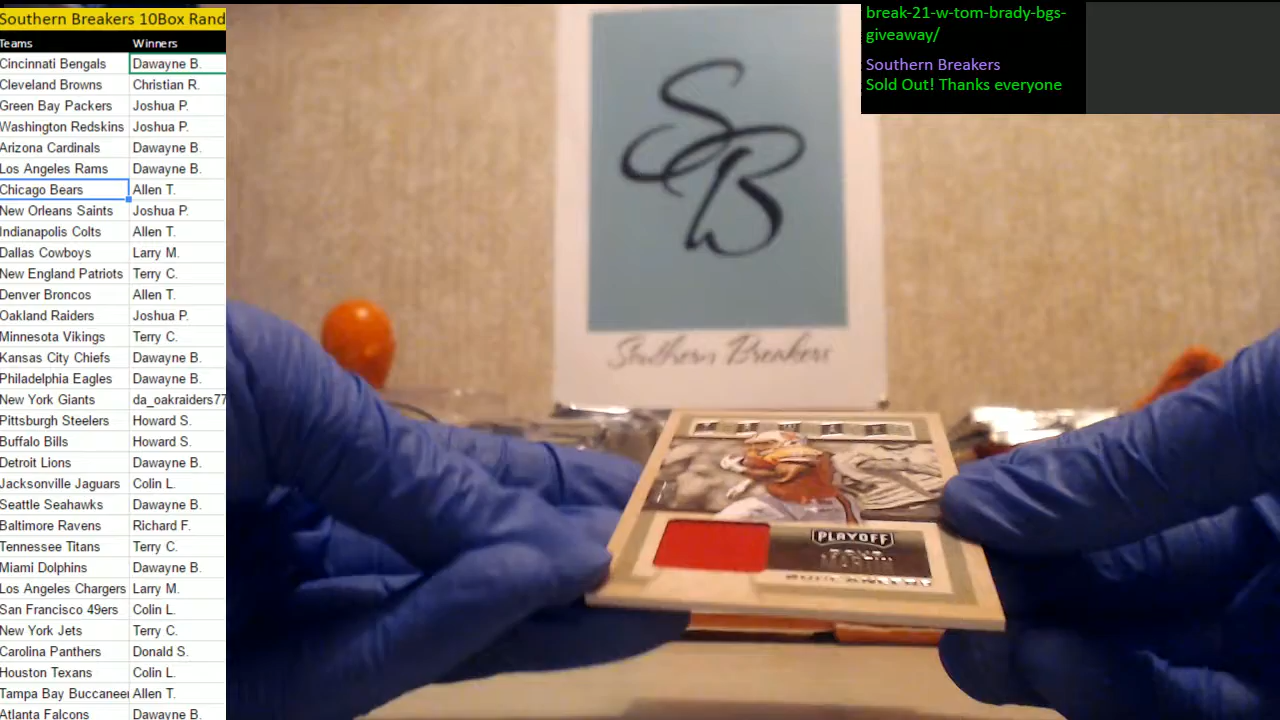 Southern Breakers 10Box Rand
Teams Winners
Cincinnati Bengals Dawayne B.
Cleveland Browns Christian R.
Green Bay Packers Joshua P.
Washington Redskins Joshua P.
Arizona Cardinals Dawayne B.
Los Angeles Rams Dawayne B.
Chicago Bears Allen T.
New Orleans Saints Joshua P.
Indianapolis Colts Allen T.
Dallas Cowboys Larry M.
New England Patriots Terry C.
Denver Broncos Allen T.
Oakland Raiders Joshua P.
Minnesota Vikings Terry C.
Kansas City Chiefs Dawayne B.
Philadelphia Eagles Dawayne B.
New York Giants da_oakraiders77
Pittsburgh Steelers Howard S.
Buffalo Bills Howard S.
Detroit Lions Dawayne B.
Jacksonville Jaguars Colin L.
Seattle Seahawks Dawayne B.
Baltimore Ravens Richard F.
Tennessee Titans Terry C.
Miami Dolphins Dawayne B.
Los Angeles Chargers Larry M.
San Francisco 49ers Colin L.
New York Jets Terry C.
Carolina Panthers Donald S.
Houston Texans Colin L.
Tampa Bay Buccaneer Allen T.
Atlanta Falcons Dawayne B.
break-21-w-tom-brady-bgs-
giveaway/
Southern Breakers
Sold Out! Thanks everyone
SB
Southern Breakers
PLAYOFF
MARTIN